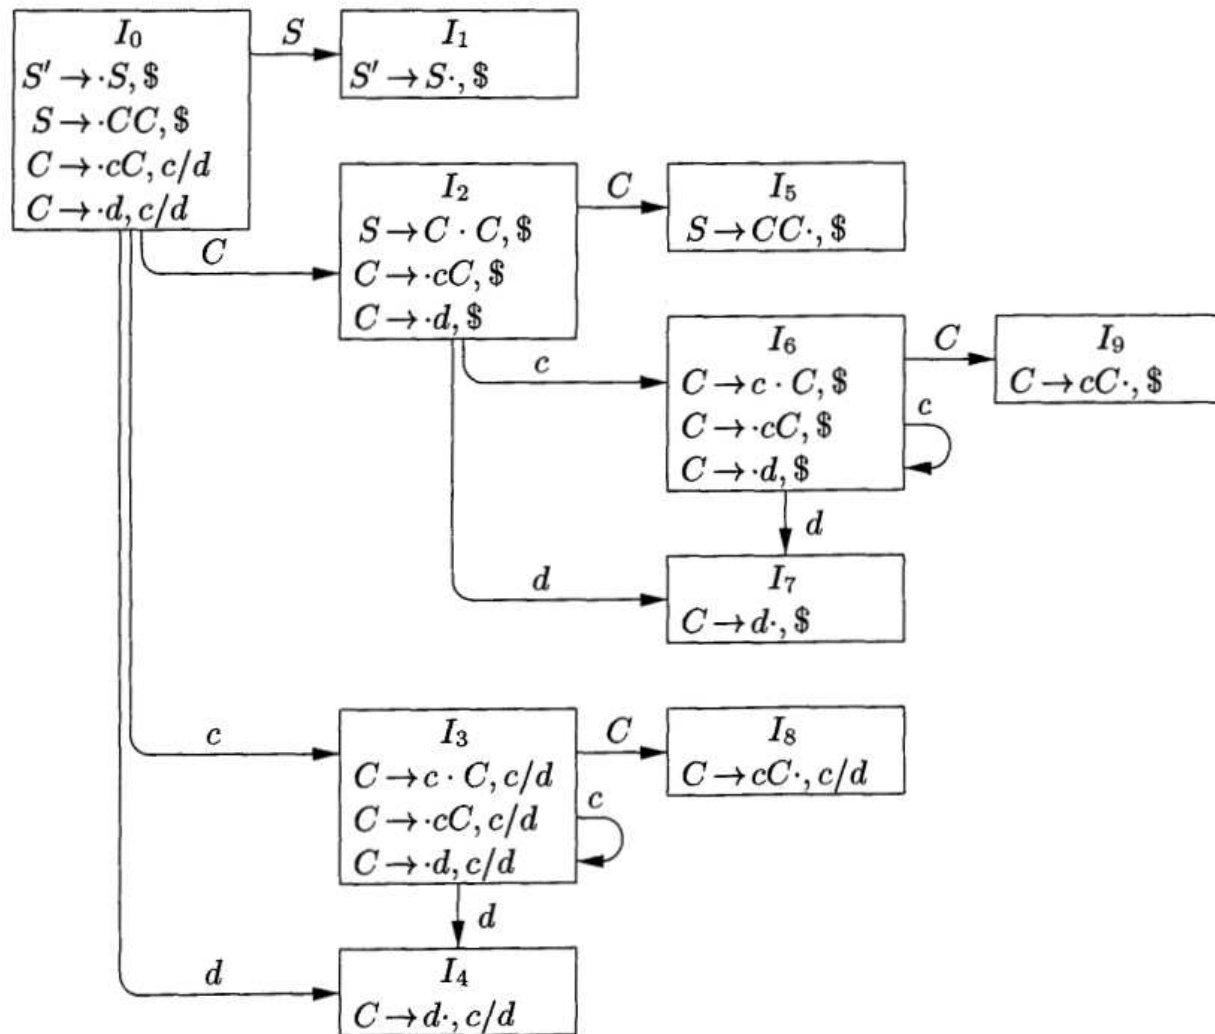 I₀
S′ → ·S, $
S → ·CC, $
C → ·cC, c/d
C → ·d, c/d
S
I₁
S′ → S·, $
C
I₂
S → C · C, $
C → ·cC, $
C → ·d, $
C
I₅
S → CC·, $
c
I₆
C → c · C, $
C → ·cC, $
C → ·d, $
C
I₉
C → cC·, $
c
d
d
I₇
C → d·, $
c
I₃
C → c · C, c/d
C → ·cC, c/d
C → ·d, c/d
C
I₈
C → cC·, c/d
c
d
d
I₄
C → d·, c/d